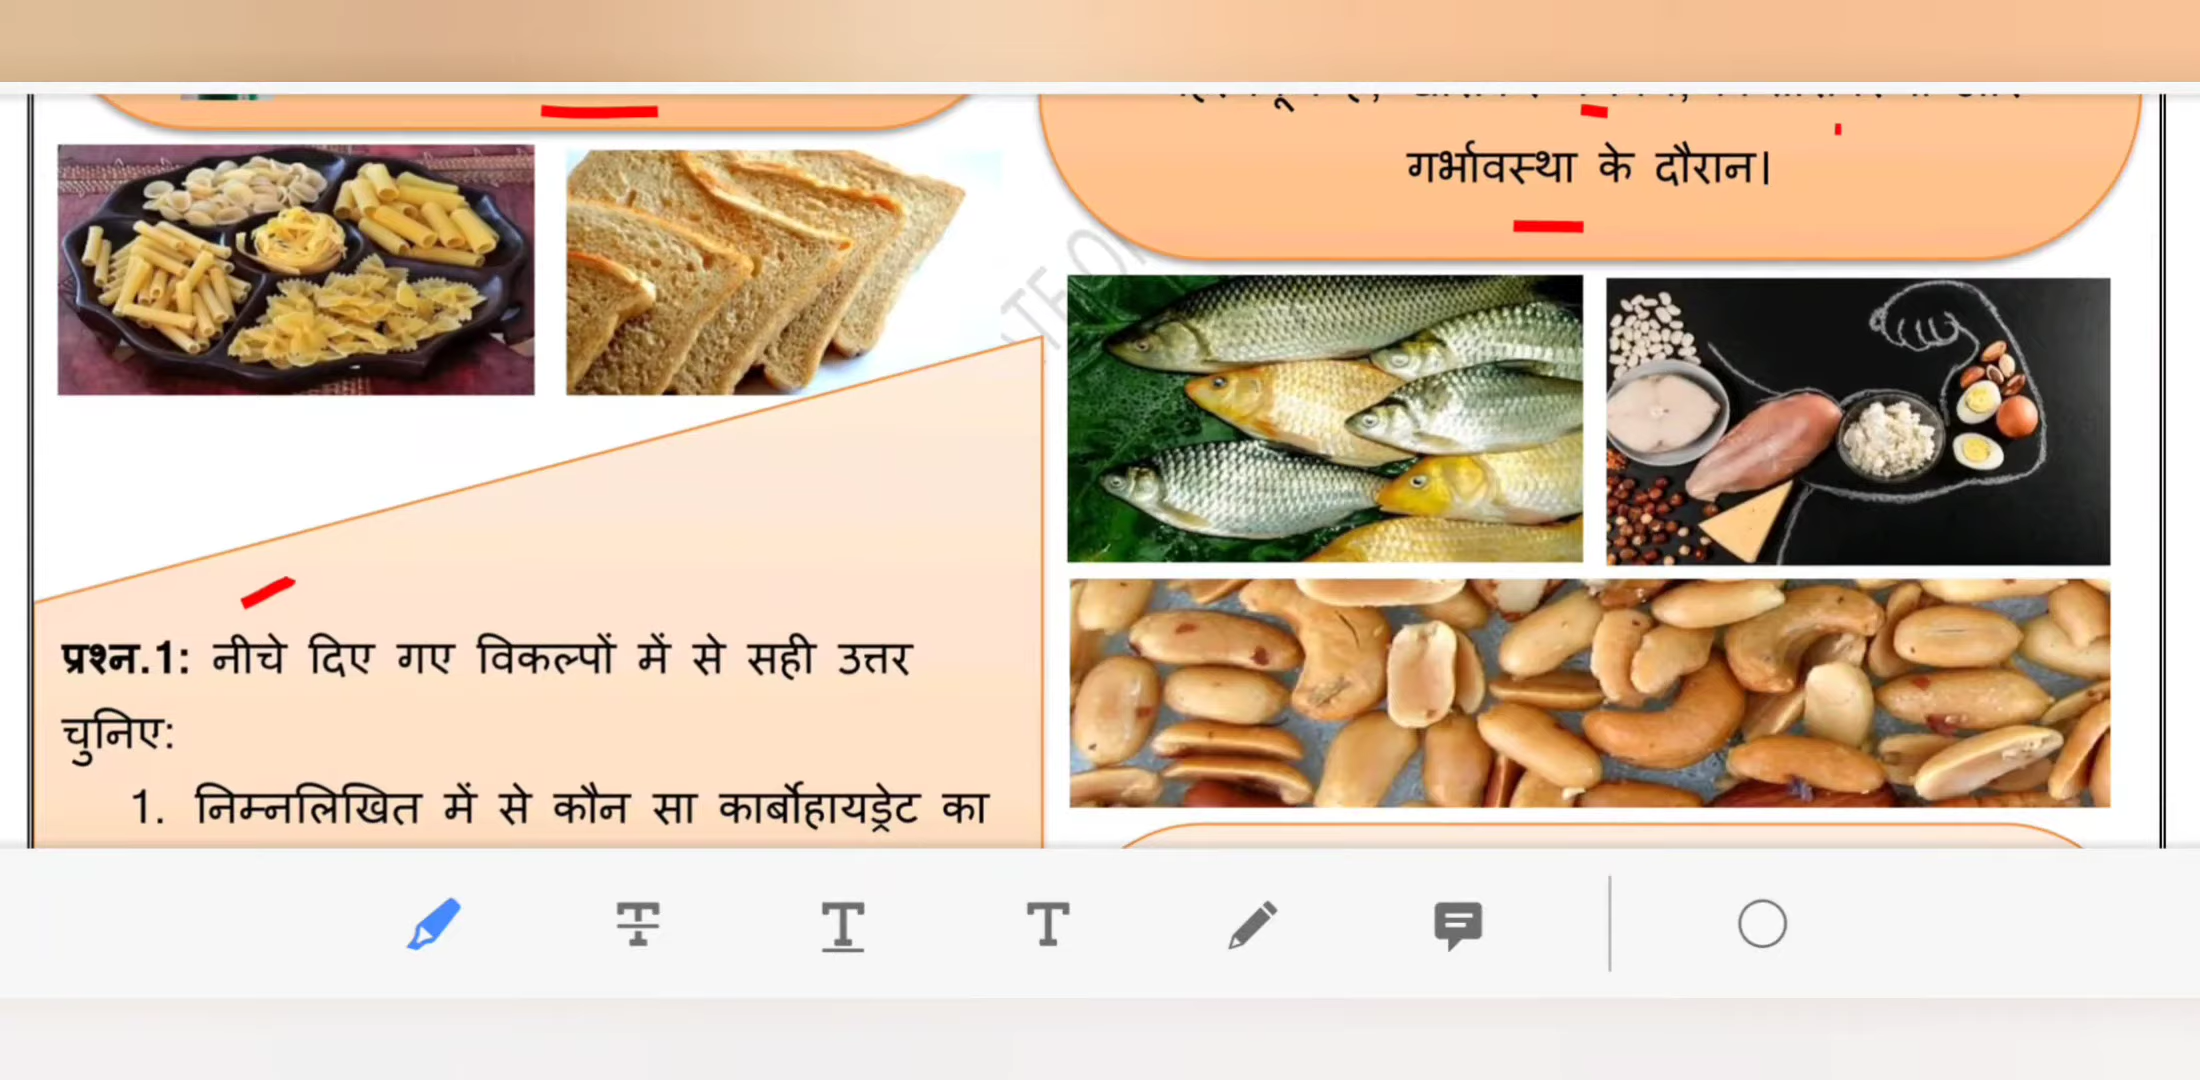 गर्भावस्था के दौरान।
प्रश्न.1: नीचे दिए गए विकल्पों में से सही उत्तर
चुनिए:
1. निम्नलिखित में से कौन सा कार्बोहायड्रेट का